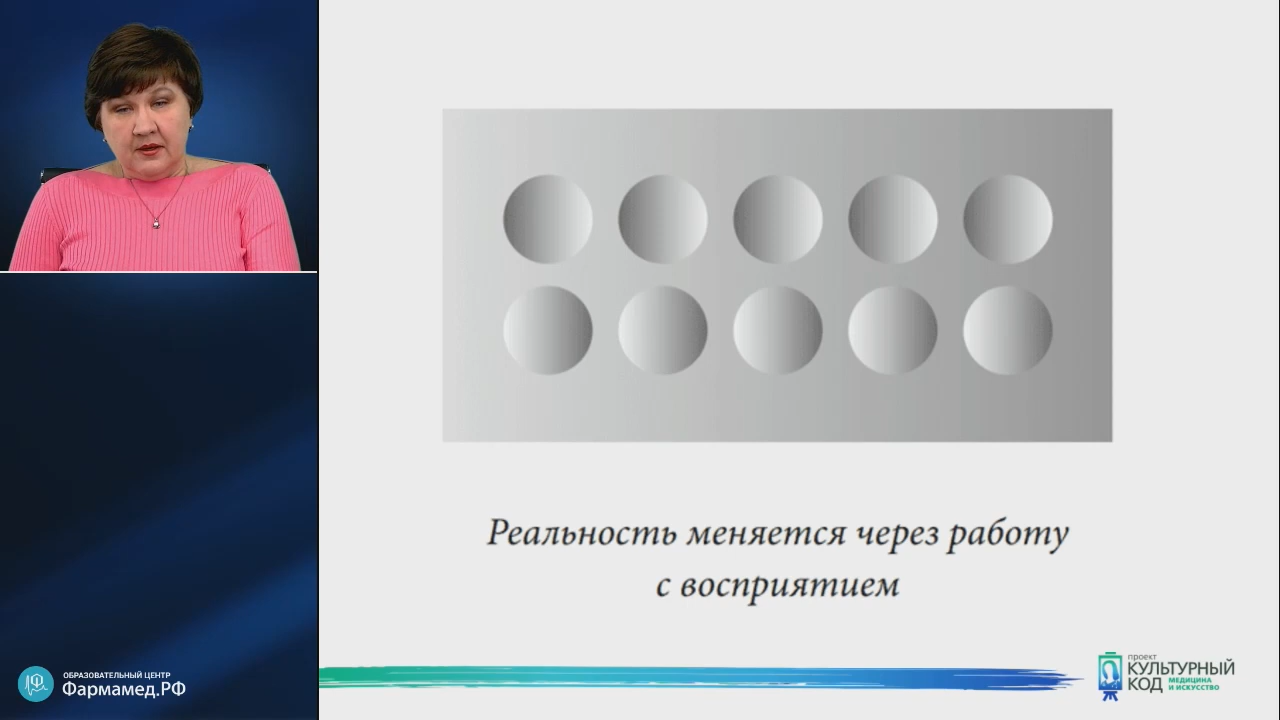 Реальность меняется через работу
с восприятием
ОБРАЗОВАТЕЛЬНЫЙ ЦЕНТР
Фармамед.РФ
проект
КУЛЬТУРНЫЙ
КОД
МЕДИЦИНА
И ИСКУССТВО